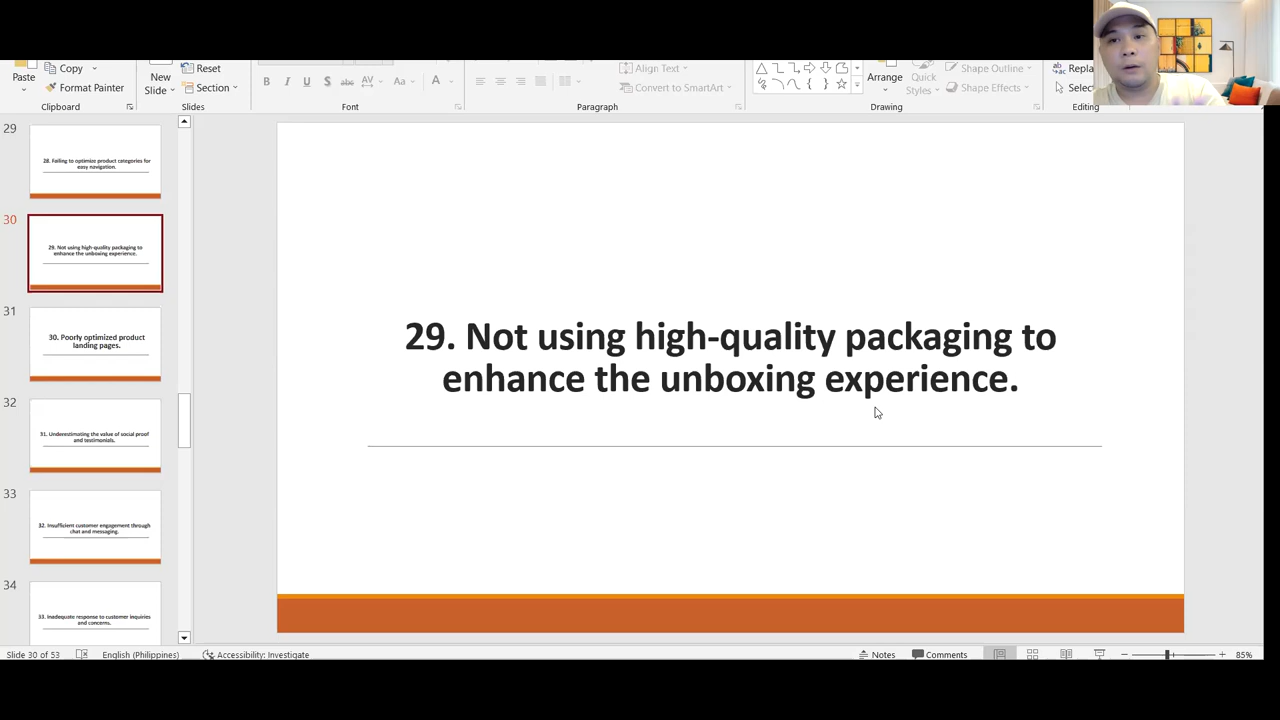 Paste
Copy
Format Painter
Clipboard
New
Slide
Reset
Section
Slides
B I U S abc AV Aa A
Font
Align Text
Convert to SmartArt
Paragraph
Arrange
Quick
Styles
Shape Outline
Shape Effects
Drawing
Editing
29
28. Failing to optimize product categories for
easy navigation.
30
29. Not using high-quality packaging to
enhance the unboxing experience.
31
30. Poorly optimized product
landing pages.
32
31. Underestimating the value of social proof
and testimonials.
33
32. Insufficient customer engagement through
chat and messaging.
34
33. Inadequate response to customer inquiries
and concerns.
29. Not using high-quality packaging to
enhance the unboxing experience.
Slide 30 of 53
English (Philippines)
Accessibility: Investigate
Notes
Comments
85%